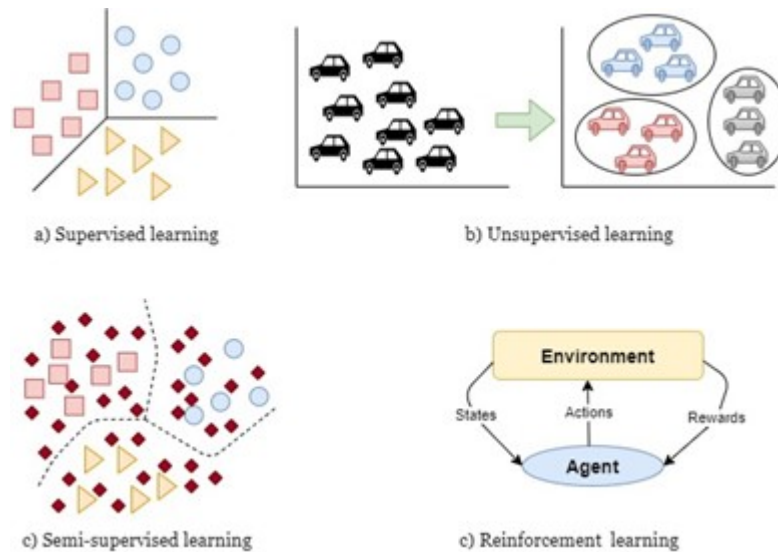 a) Supervised learning
b) Unsupervised learning
Environment
States
Actions
Rewards
Agent
c) Semi-supervised learning
c) Reinforcement learning